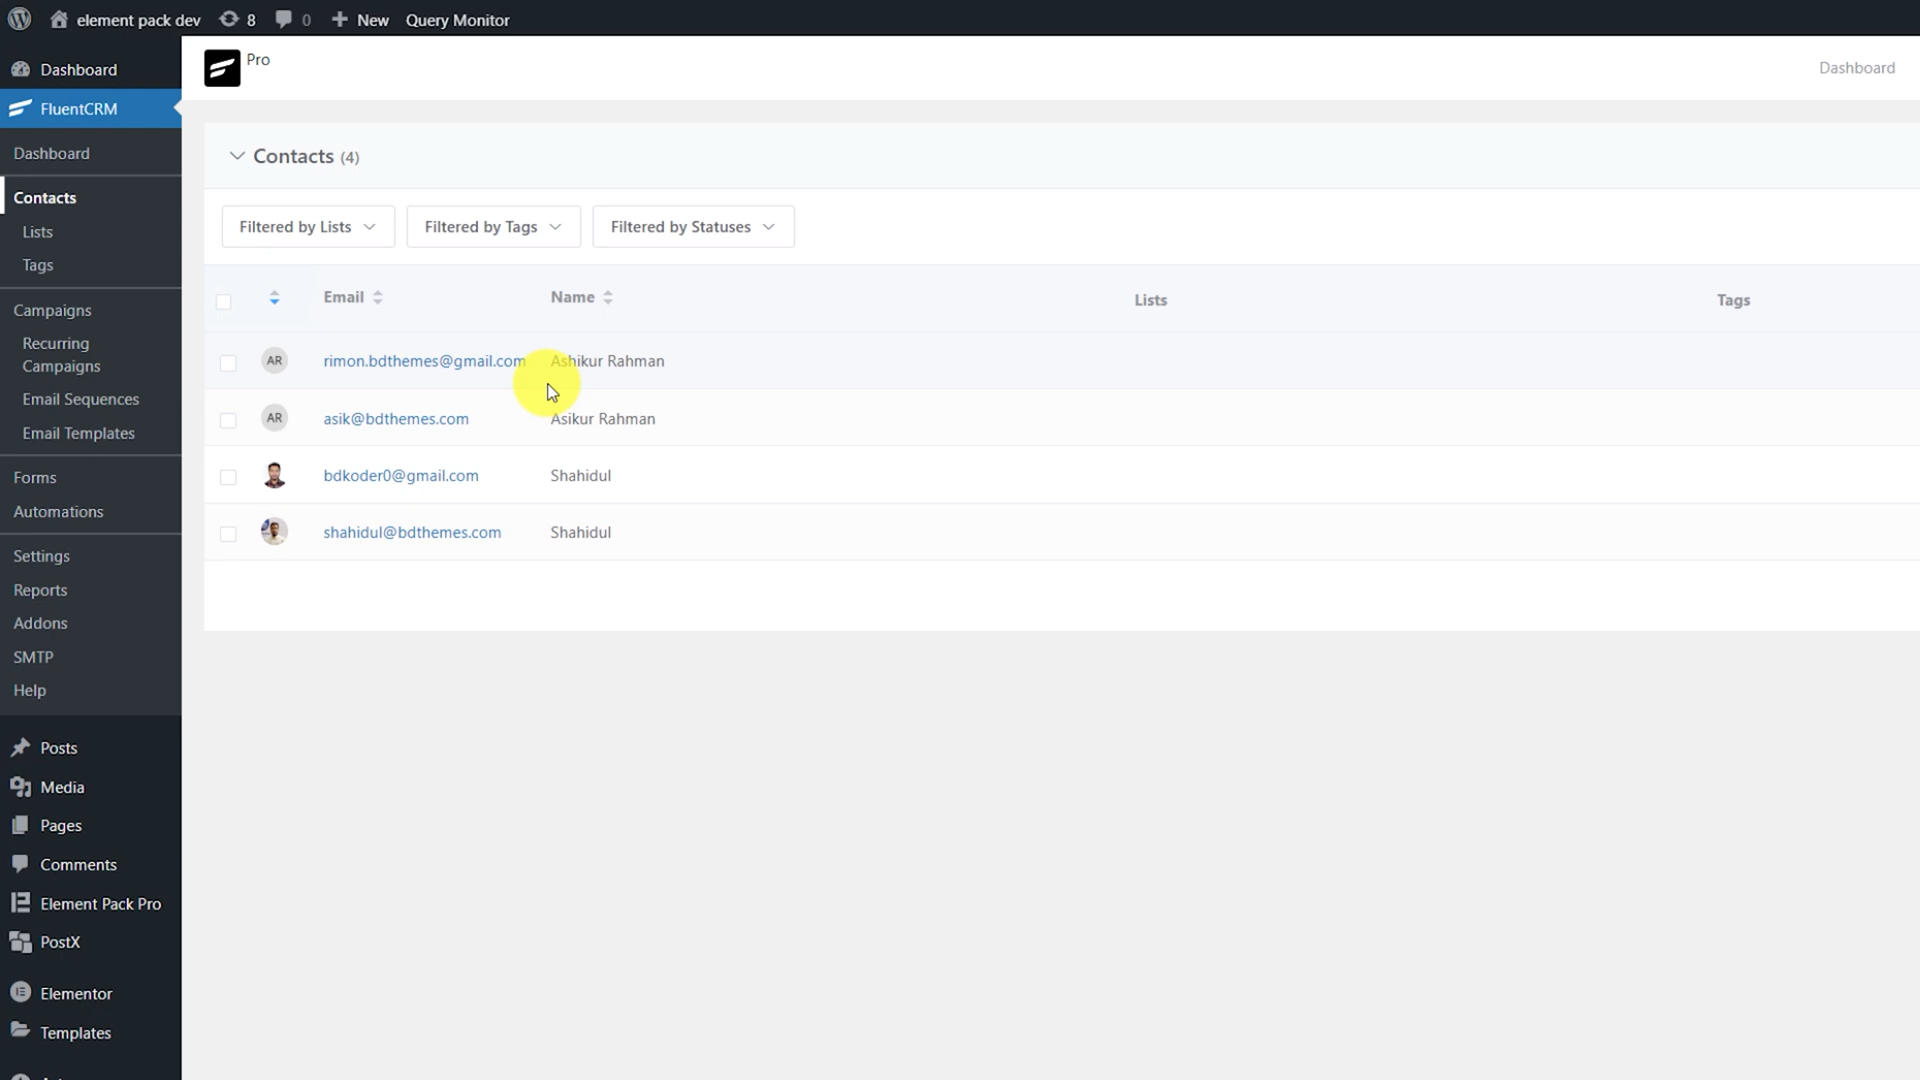 element pack dev 8 0 New Query Monitor
Dashboard
FluentCRM
Dashboard
Contacts
Lists
Tags
Campaigns
Recurring
Campaigns
Email Sequences
Email Templates
Forms
Automations
Settings
Reports
Addons
SMTP
Help
Posts
Media
Pages
Comments
Element Pack Pro
PostX
Elementor
Templates
Pro
Dashboard
Contacts (4)
Filtered by Lists Filtered by Tags Filtered by Statuses
Email Name Lists Tags
AR rimon.bdthemes@gmail.com Ashikur Rahman
AR asik@bdthemes.com Asikur Rahman
bdkoder0@gmail.com Shahidul
shahidul@bdthemes.com Shahidul